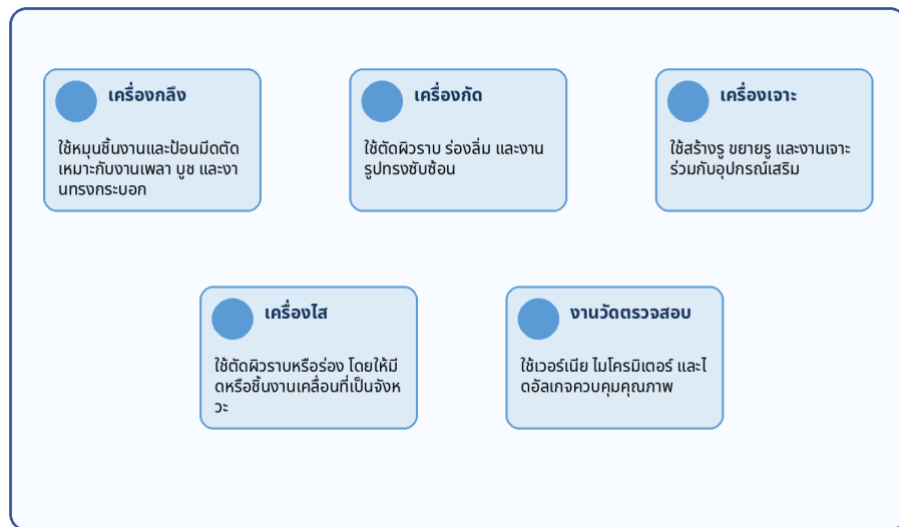 เครื่องกลึง
ใช้หมุนชิ้นงานและป้อนมีดตัด
เหมาะกับงานเพลา บูช และงา
นทรงกระบอก
เครื่องกัด
ใช้ตัดผิวราบ ร่องลิ่ม และงาน
รูปทรงซับซ้อน
เครื่องเจาะ
ใช้สร้างรู ขยายรู และงานเจาะ
ร่วมกับอุปกรณ์เสริม
เครื่องไส
ใช้ตัดผิวราบหรือร่อง โดยให้มี
ดหรือชิ้นงานเคลื่อนที่เป็นจังห
วะ
งานวัดตรวจสอบ
ใช้เวอร์เนีย ไมโครมิเตอร์ และไ
ดอัลเกจควบคุมคุณภาพ